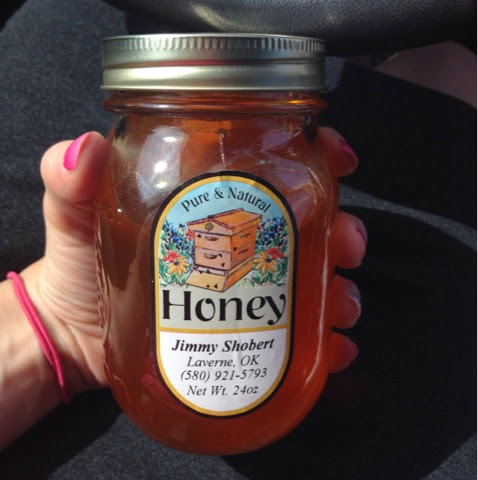 Pure & Natural
Honey
Jimmy Shobert
Laverne, OK
(580) 921-5793
Net Wt. 24oz